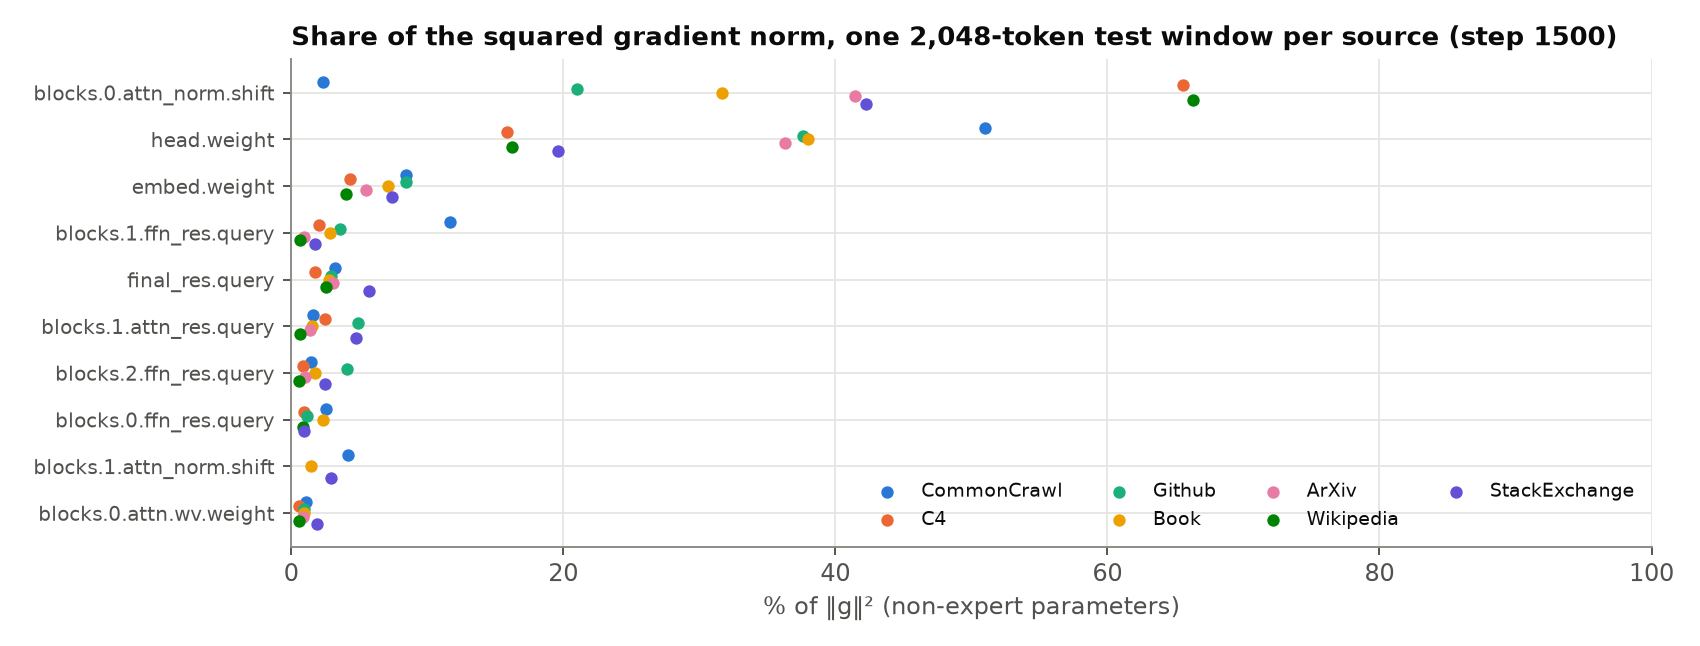 Share of the squared gradient norm, one 2,048-token test window per source (step 1500)
blocks.0.attn_norm.shift
head.weight
embed.weight
blocks.1.ffn_res.query
final_res.query
blocks.1.attn_res.query
blocks.2.ffn_res.query
blocks.0.ffn_res.query
blocks.1.attn_norm.shift
blocks.0.attn.wv.weight
CommonCrawl Github ArXiv StackExchange
C4 Book Wikipedia
0 20 40 60 80 100
% of ‖g‖² (non-expert parameters)